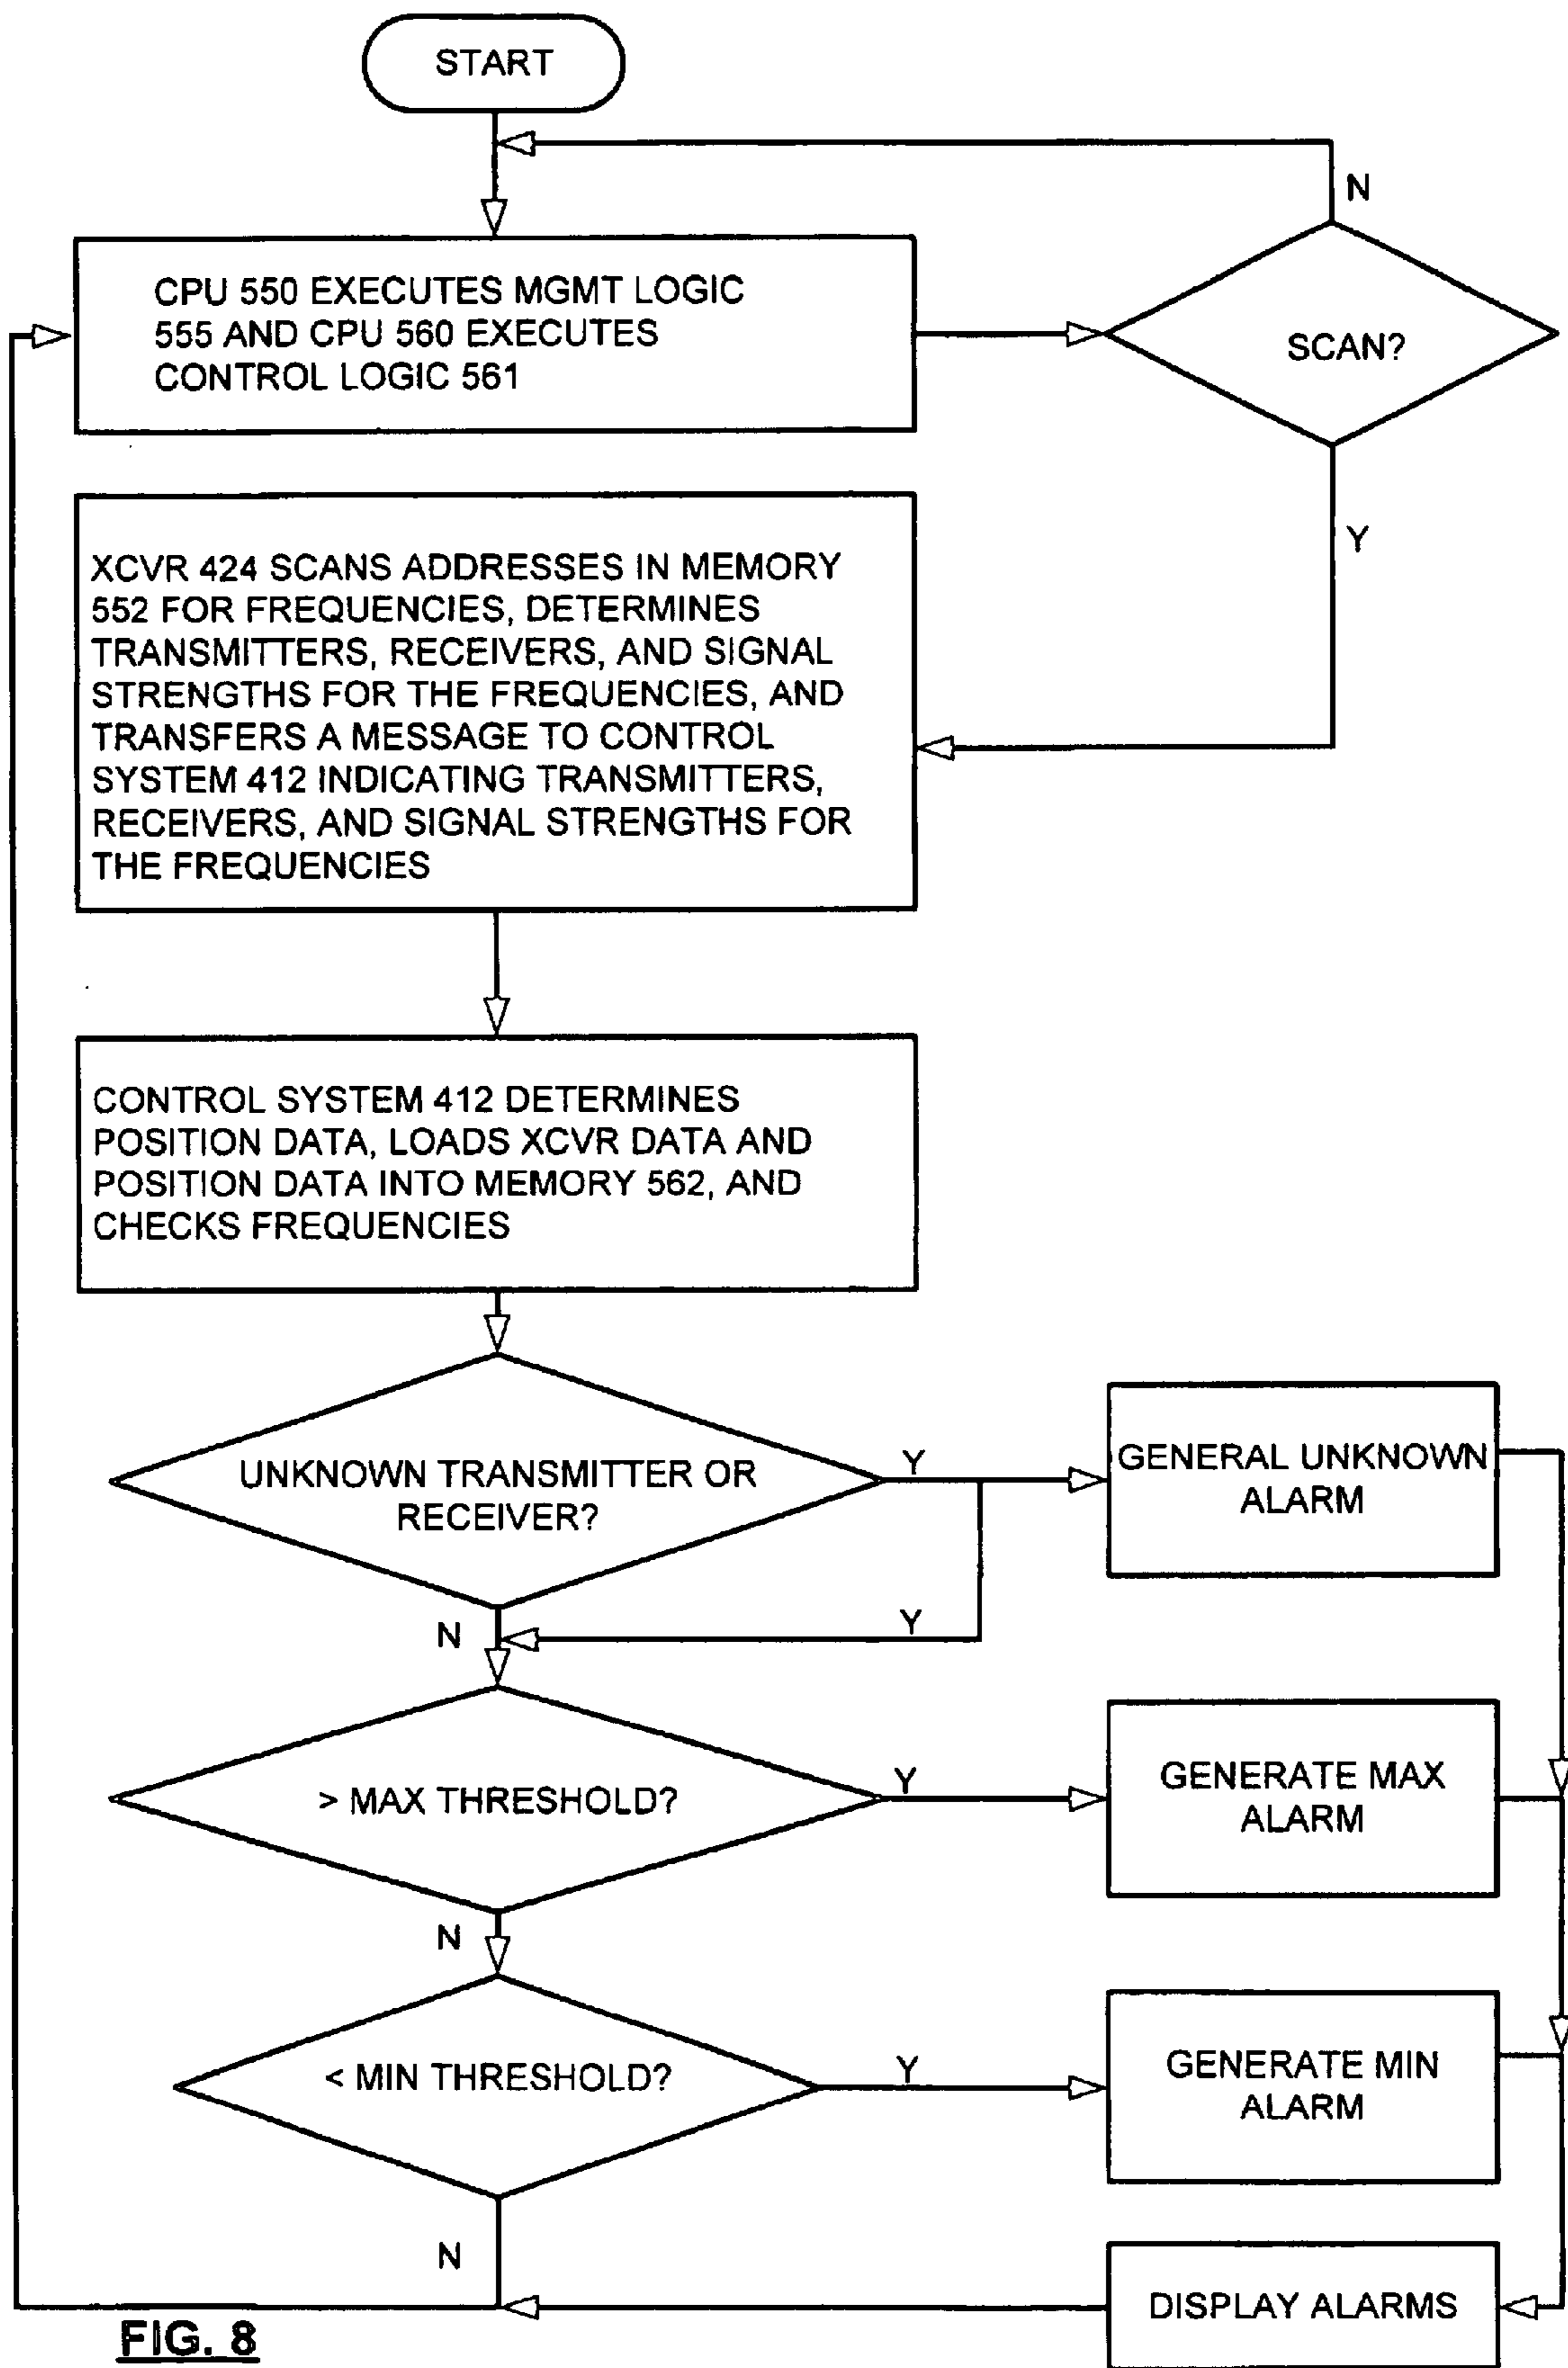 START
N
CPU 550 EXECUTES MGMT LOGIC
555 AND CPU 560 EXECUTES
CONTROL LOGIC 561
SCAN?
Y
XCVR 424 SCANS ADDRESSES IN MEMORY
552 FOR FREQUENCIES, DETERMINES
TRANSMITTERS, RECEIVERS, AND SIGNAL
STRENGTHS FOR THE FREQUENCIES, AND
TRANSFERS A MESSAGE TO CONTROL
SYSTEM 412 INDICATING TRANSMITTERS,
RECEIVERS, AND SIGNAL STRENGTHS FOR
THE FREQUENCIES
CONTROL SYSTEM 412 DETERMINES
POSITION DATA, LOADS XCVR DATA AND
POSITION DATA INTO MEMORY 562, AND
CHECKS FREQUENCIES
UNKNOWN TRANSMITTER OR
RECEIVER?
Y
GENERAL UNKNOWN
ALARM
N
Y
> MAX THRESHOLD?
Y
GENERATE MAX
ALARM
N
< MIN THRESHOLD?
Y
GENERATE MIN
ALARM
N
DISPLAY ALARMS
FIG. 8